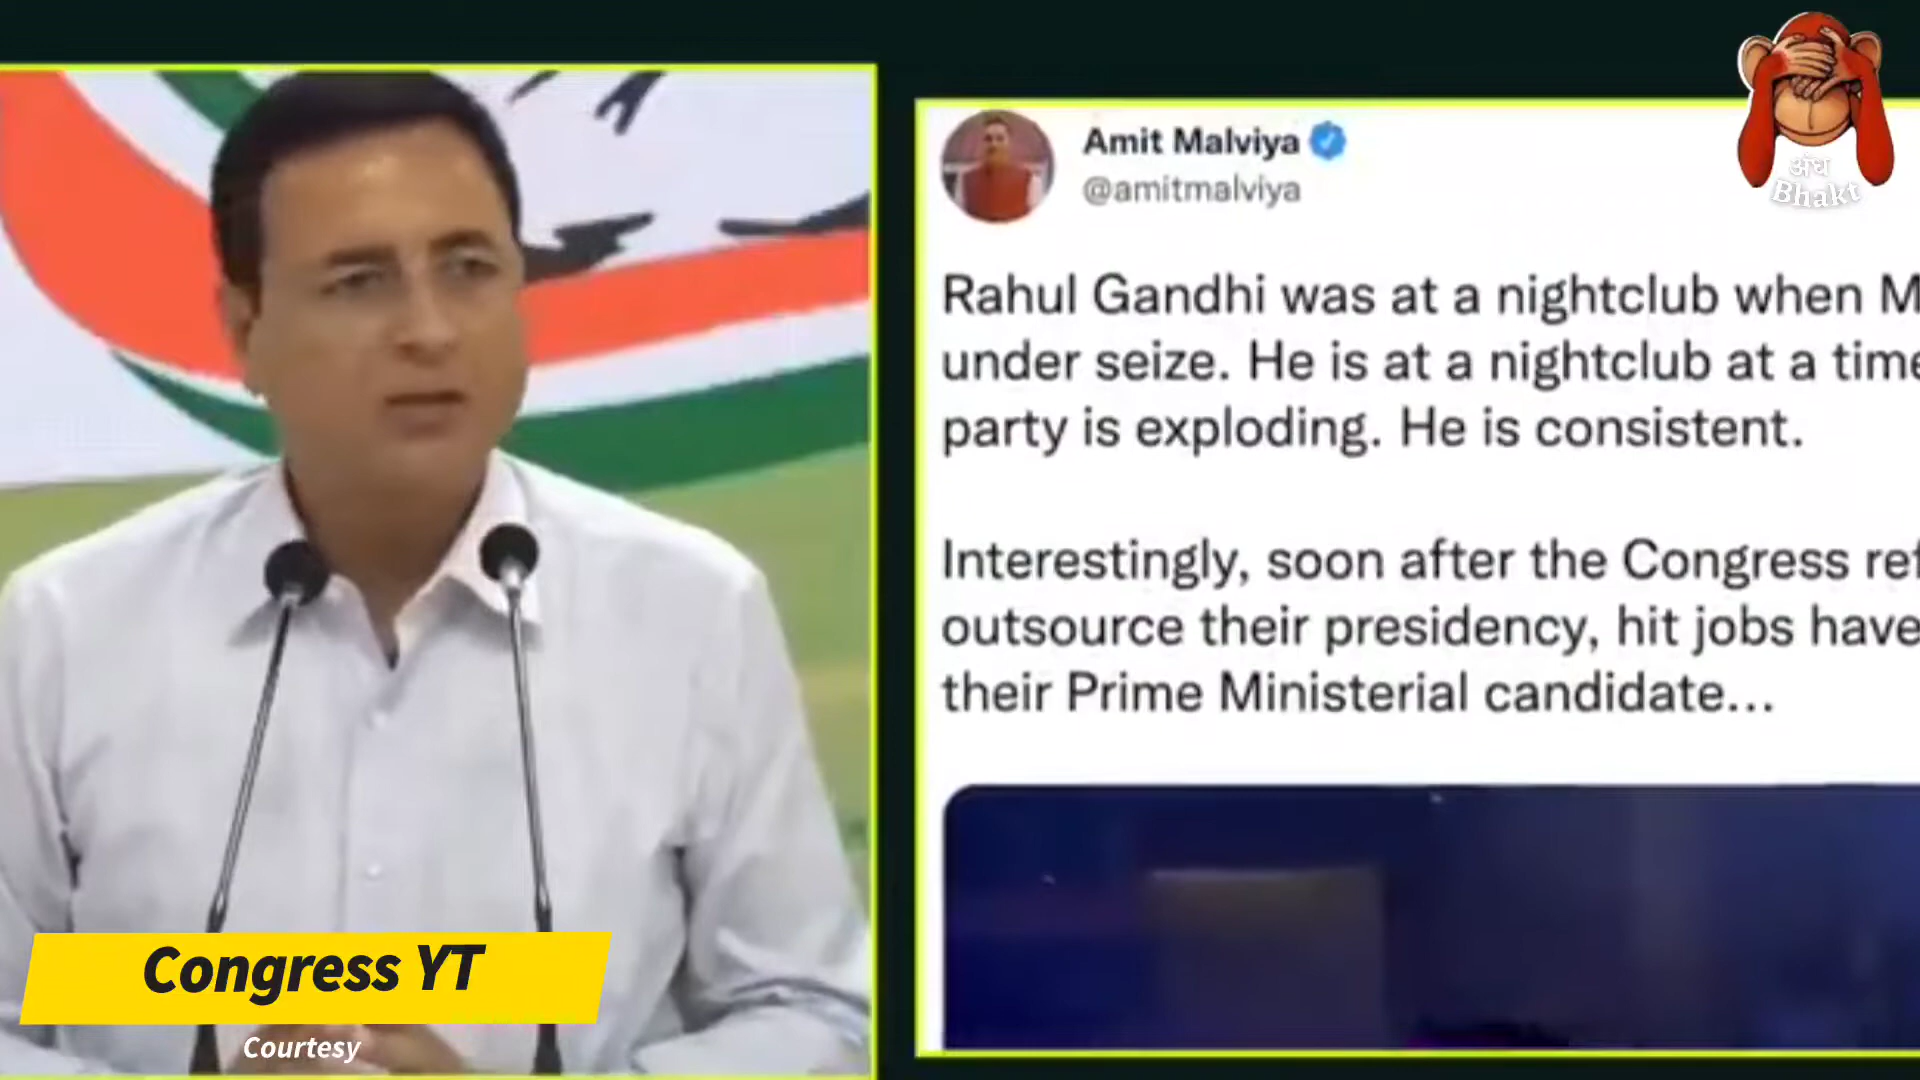 अंध
Bhakt
Amit Malviya
@amitmalviya
Rahul Gandhi was at a nightclub when
under seize. He is at a nightclub at a time
party is exploding. He is consistent.
Interestingly, soon after the Congress ref
outsource their presidency, hit jobs have
their Prime Ministerial candidate...
Congress YT
Courtesy